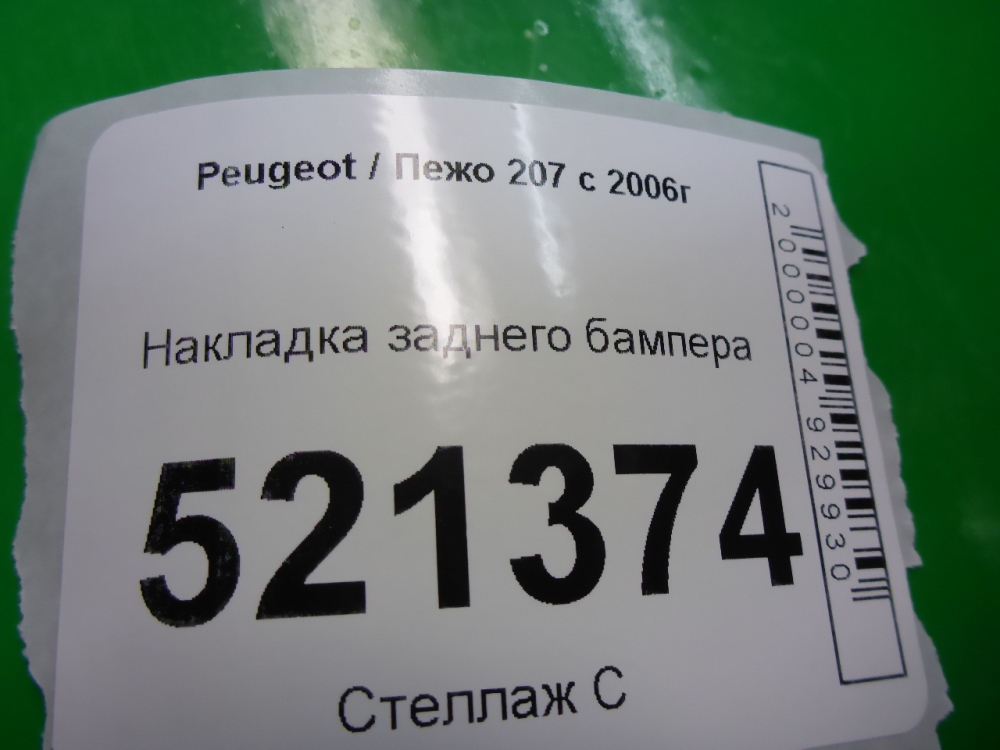 Peugeot / Пежо 207 с 2006г
Накладка заднего бампера
521374
Стеллаж С
2000004929930